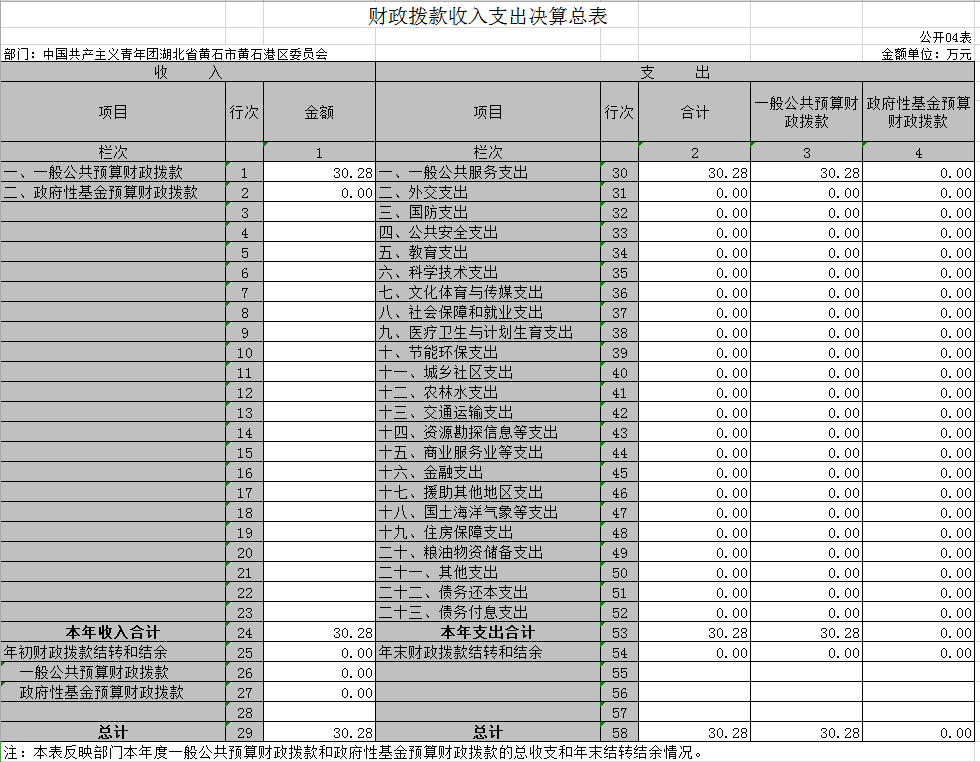 财政拨款收入支出决算总表
公开04表
部门：中国共产主义青年团湖北省黄石市黄石港区委员会 金额单位：万元
收 入 支 出
项目 行次 金额 项目 行次 合计 一般公共预算财政拨款 政府性基金预算财政拨款
栏次 1 栏次 2 3 4
一、一般公共预算财政拨款 1 30.28 一、一般公共服务支出 30 30.28 30.28 0.00
二、政府性基金预算财政拨款 2 0.00 二、外交支出 31 0.00 0.00 0.00
3 三、国防支出 32 0.00 0.00 0.00
4 四、公共安全支出 33 0.00 0.00 0.00
5 五、教育支出 34 0.00 0.00 0.00
6 六、科学技术支出 35 0.00 0.00 0.00
7 七、文化体育与传媒支出 36 0.00 0.00 0.00
8 八、社会保障和就业支出 37 0.00 0.00 0.00
9 九、医疗卫生与计划生育支出 38 0.00 0.00 0.00
10 十、节能环保支出 39 0.00 0.00 0.00
11 十一、城乡社区支出 40 0.00 0.00 0.00
12 十二、农林水支出 41 0.00 0.00 0.00
13 十三、交通运输支出 42 0.00 0.00 0.00
14 十四、资源勘探信息等支出 43 0.00 0.00 0.00
15 十五、商业服务业等支出 44 0.00 0.00 0.00
16 十六、金融支出 45 0.00 0.00 0.00
17 十七、援助其他地区支出 46 0.00 0.00 0.00
18 十八、国土海洋气象等支出 47 0.00 0.00 0.00
19 十九、住房保障支出 48 0.00 0.00 0.00
20 二十、粮油物资储备支出 49 0.00 0.00 0.00
21 二十一、其他支出 50 0.00 0.00 0.00
22 二十二、债务还本支出 51 0.00 0.00 0.00
23 二十三、债务付息支出 52 0.00 0.00 0.00
本年收入合计 24 30.28 本年支出合计 53 30.28 30.28 0.00
年初财政拨款结转和结余 25 0.00 年末财政拨款结转和结余 54 0.00 0.00 0.00
一般公共预算财政拨款 26 0.00 55
政府性基金预算财政拨款 27 0.00 56
28 57
总计 29 30.28 总计 58 30.28 30.28 0.00
注：本表反映部门本年度一般公共预算财政拨款和政府性基金预算财政拨款的总收支和年末结转结余情况。